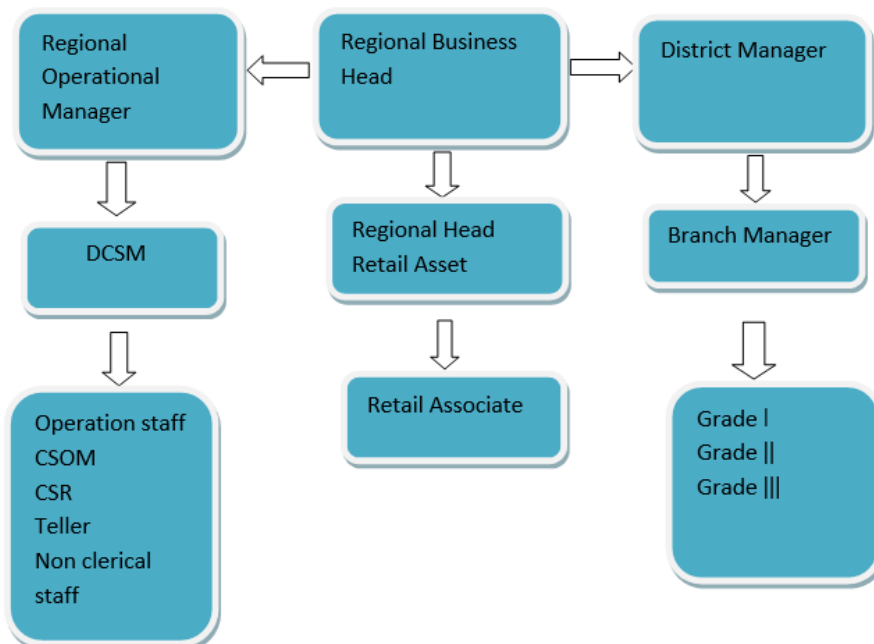 Regional
Operational
Manager
Regional Business
Head
District Manager
DCSM
Regional Head
Retail Asset
Branch Manager
Operation staff
CSOM
CSR
Teller
Non clerical
staff
Retail Associate
Grade |
Grade ||
Grade |||